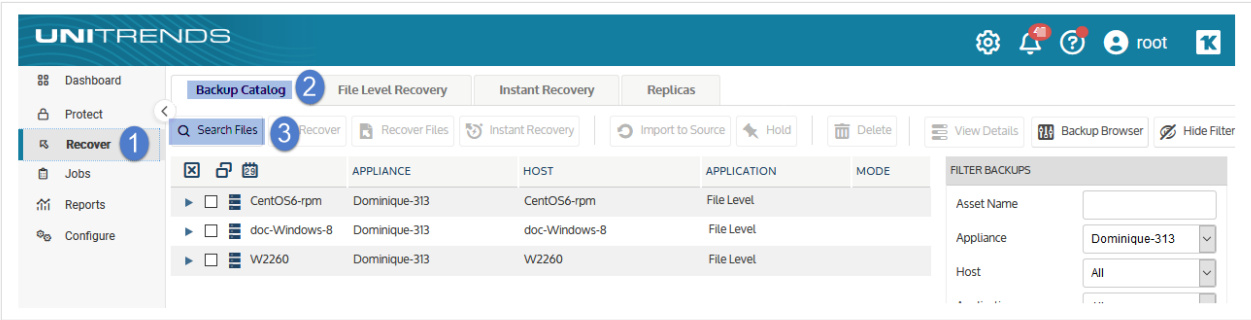 UNITRENDS
root
Dashboard
Protect
Recover 1
Jobs
Reports
Configure
Backup Catalog 2 File Level Recovery Instant Recovery Replicas
Search Files 3 Recover Recover Files Instant Recovery Import to Source Hold Delete View Details Backup Browser Hide Filter
APPLIANCE HOST APPLICATION MODE
CentOS6-rpm Dominique-313 CentOS6-rpm File Level
doc-Windows-8 Dominique-313 doc-Windows-8 File Level
W2260 Dominique-313 W2260 File Level
FILTER BACKUPS
Asset Name
Appliance Dominique-313
Host All